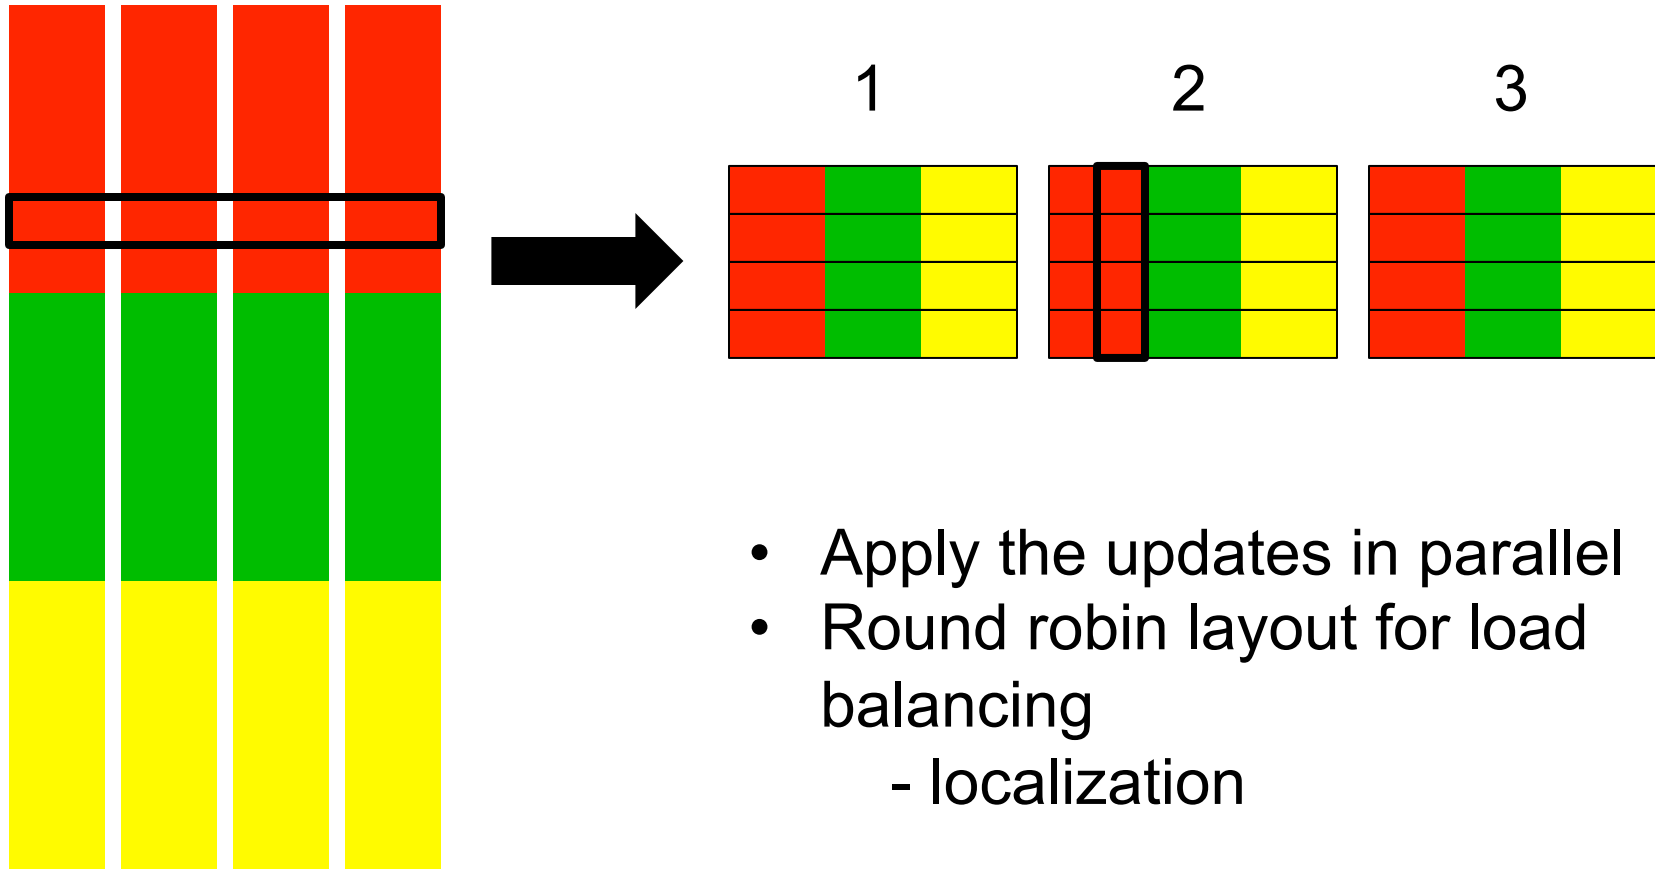 1 2 3
• Apply the updates in parallel
• Round robin layout for load
balancing
- localization